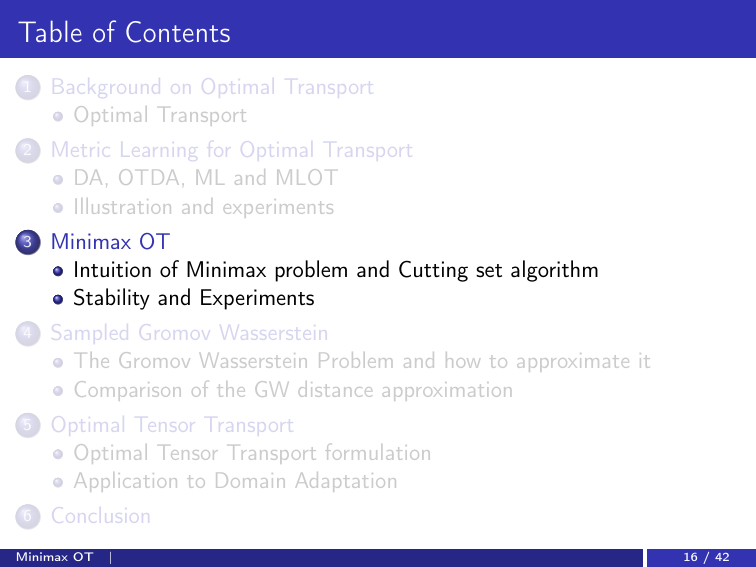 Table of Contents
1 Background on Optimal Transport
Optimal Transport
2 Metric Learning for Optimal Transport
DA, OTDA, ML and MLOT
Illustration and experiments
3 Minimax OT
Intuition of Minimax problem and Cutting set algorithm
Stability and Experiments
4 Sampled Gromov Wasserstein
The Gromov Wasserstein Problem and how to approximate it
Comparison of the GW distance approximation
5 Optimal Tensor Transport
Optimal Tensor Transport formulation
Application to Domain Adaptation
6 Conclusion
Minimax OT | 16 / 42